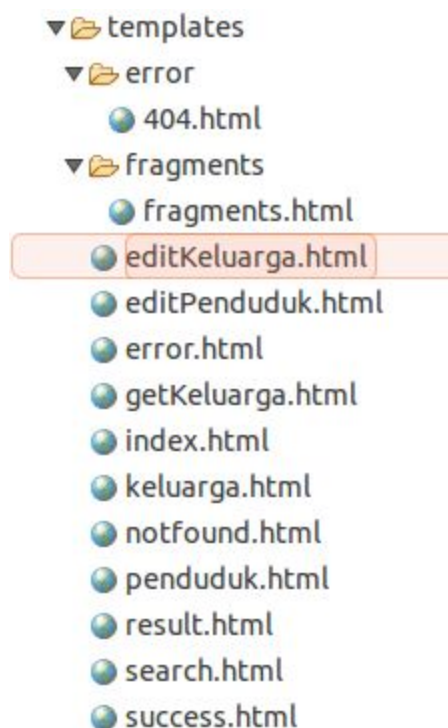 templates
error
404.html
fragments
fragments.html
editKeluarga.html
editPenduduk.html
error.html
getKeluarga.html
index.html
keluarga.html
notfound.html
penduduk.html
result.html
search.html
success.html